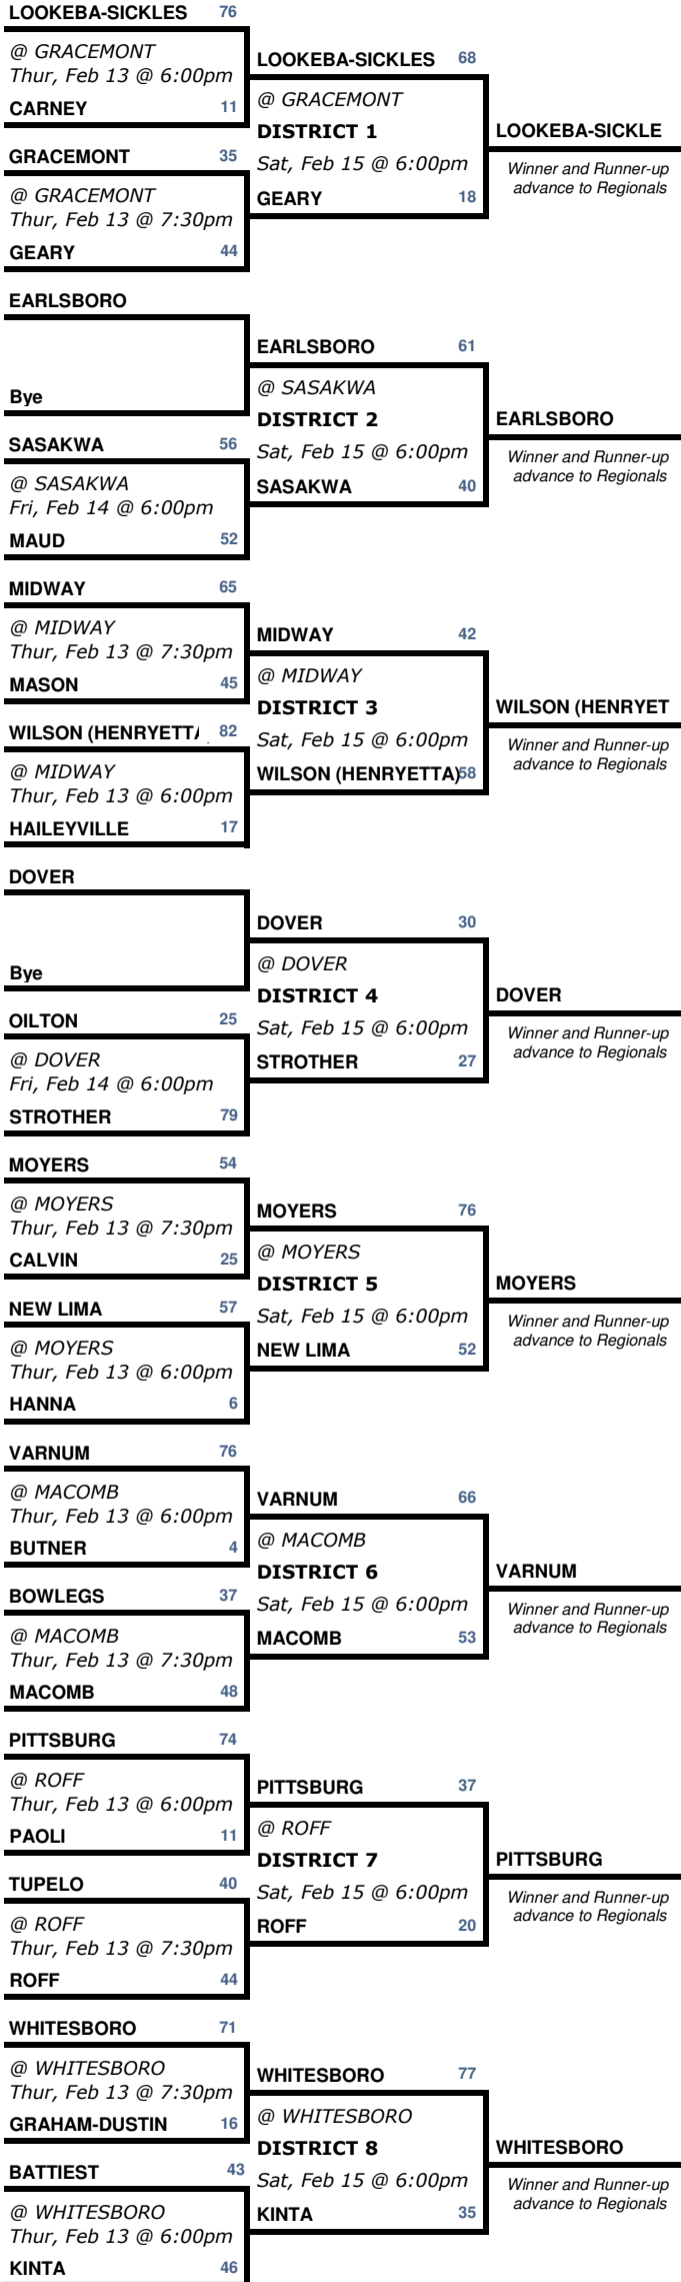 LOOKEBA-SICKLES 76
@ GRACEMONT
Thur, Feb 13 @ 6:00pm
CARNEY 11
GRACEMONT 35
@ GRACEMONT
Thur, Feb 13 @ 7:30pm
GEARY 44
LOOKEBA-SICKLES 68
@ GRACEMONT
DISTRICT 1
Sat, Feb 15 @ 6:00pm
GEARY 18
LOOKEBA-SICKLE
Winner and Runner-up
advance to Regionals
EARLSBORO
Bye
SASAKWA 56
@ SASAKWA
Fri, Feb 14 @ 6:00pm
MAUD 52
EARLSBORO 61
@ SASAKWA
DISTRICT 2
Sat, Feb 15 @ 6:00pm
SASAKWA 40
EARLSBORO
Winner and Runner-up
advance to Regionals
MIDWAY 65
@ MIDWAY
Thur, Feb 13 @ 7:30pm
MASON 45
WILSON (HENRYETTA 82
@ MIDWAY
Thur, Feb 13 @ 6:00pm
HAILEYVILLE 17
MIDWAY 42
@ MIDWAY
DISTRICT 3
Sat, Feb 15 @ 6:00pm
WILSON (HENRYETTA) 58
WILSON (HENRYET
Winner and Runner-up
advance to Regionals
DOVER
Bye
OILTON 25
@ DOVER
Fri, Feb 14 @ 6:00pm
STROTHER 79
DOVER 30
@ DOVER
DISTRICT 4
Sat, Feb 15 @ 6:00pm
STROTHER 27
DOVER
Winner and Runner-up
advance to Regionals
MOYERS 54
@ MOYERS
Thur, Feb 13 @ 7:30pm
CALVIN 25
NEW LIMA 57
@ MOYERS
Thur, Feb 13 @ 6:00pm
HANNA 6
MOYERS 76
@ MOYERS
DISTRICT 5
Sat, Feb 15 @ 6:00pm
NEW LIMA 52
MOYERS
Winner and Runner-up
advance to Regionals
VARNUM 76
@ MACOMB
Thur, Feb 13 @ 6:00pm
BUTNER 4
BOWLEGS 37
@ MACOMB
Thur, Feb 13 @ 7:30pm
MACOMB 48
VARNUM 66
@ MACOMB
DISTRICT 6
Sat, Feb 15 @ 6:00pm
MACOMB 53
VARNUM
Winner and Runner-up
advance to Regionals
PITTSBURG 74
@ ROFF
Thur, Feb 13 @ 6:00pm
PAOLI 11
TUPELO 40
@ ROFF
Thur, Feb 13 @ 7:30pm
ROFF 44
PITTSBURG 37
@ ROFF
DISTRICT 7
Sat, Feb 15 @ 6:00pm
ROFF 20
PITTSBURG
Winner and Runner-up
advance to Regionals
WHITESBORO 71
@ WHITESBORO
Thur, Feb 13 @ 7:30pm
GRAHAM-DUSTIN 16
BATTIEST 43
@ WHITESBORO
Thur, Feb 13 @ 6:00pm
KINTA 46
WHITESBORO 77
@ WHITESBORO
DISTRICT 8
Sat, Feb 15 @ 6:00pm
KINTA 35
WHITESBORO
Winner and Runner-up
advance to Regionals